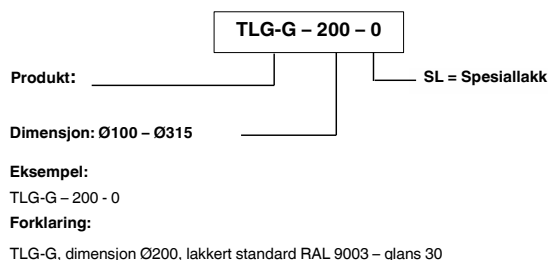 TLG-G – 200 – 0
Produkt:
SL = Spesiallakk
Dimensjon: Ø100 – Ø315
Eksempel:
TLG-G – 200 - 0
Forklaring:
TLG-G, dimensjon Ø200, lakkert standard RAL 9003 – glans 30